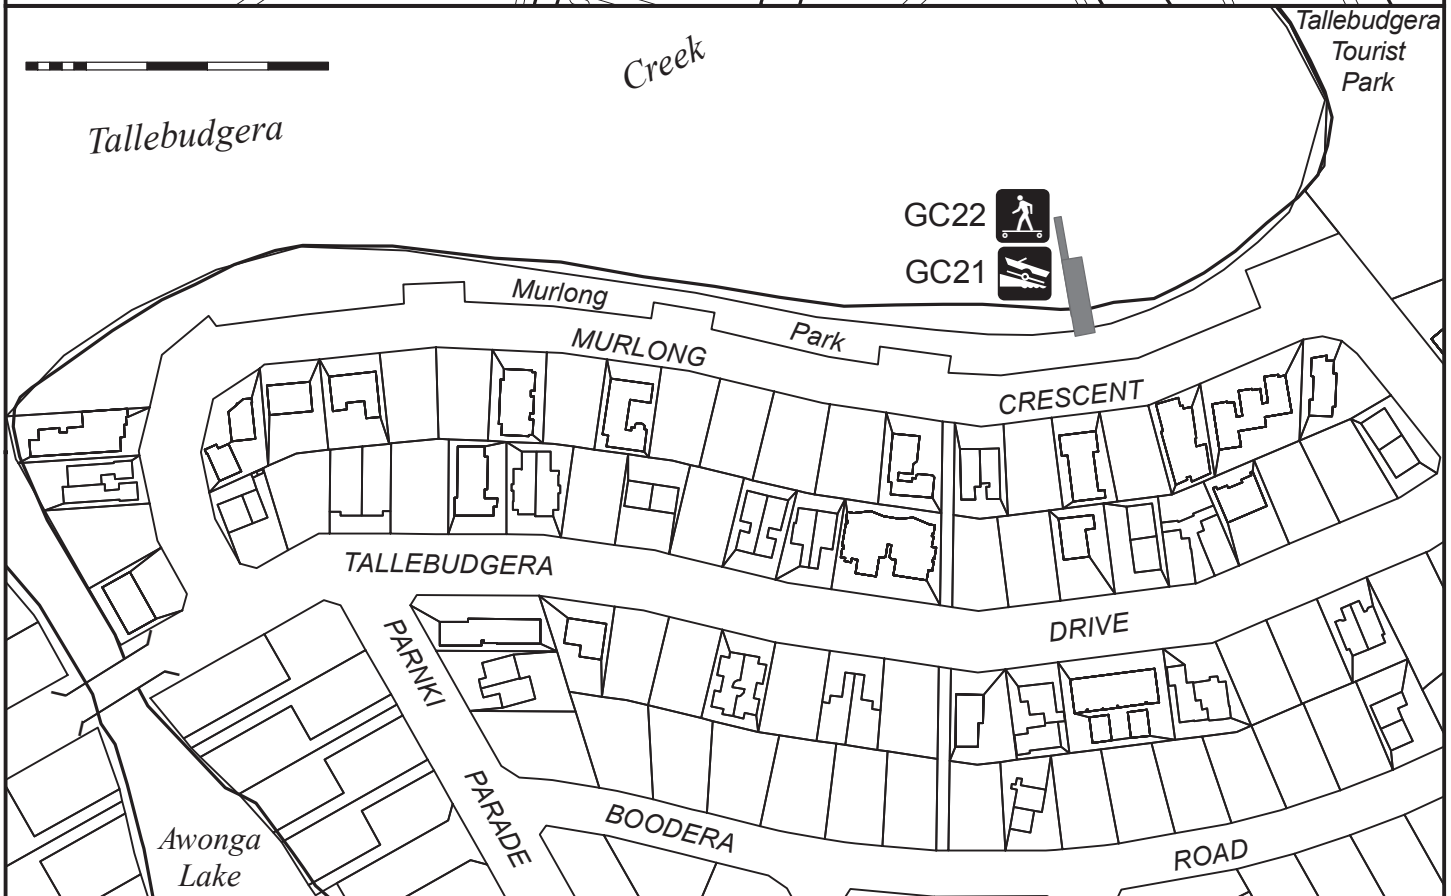 Tallebudgera
Tourist
Park
Creek
Tallebudgera
GC22
GC21
Murlong
Park
MURLONG
CRESCENT
TALLEBUDGERA
DRIVE
PARNKI
PARADE
BOODERA
ROAD
Awonga
Lake